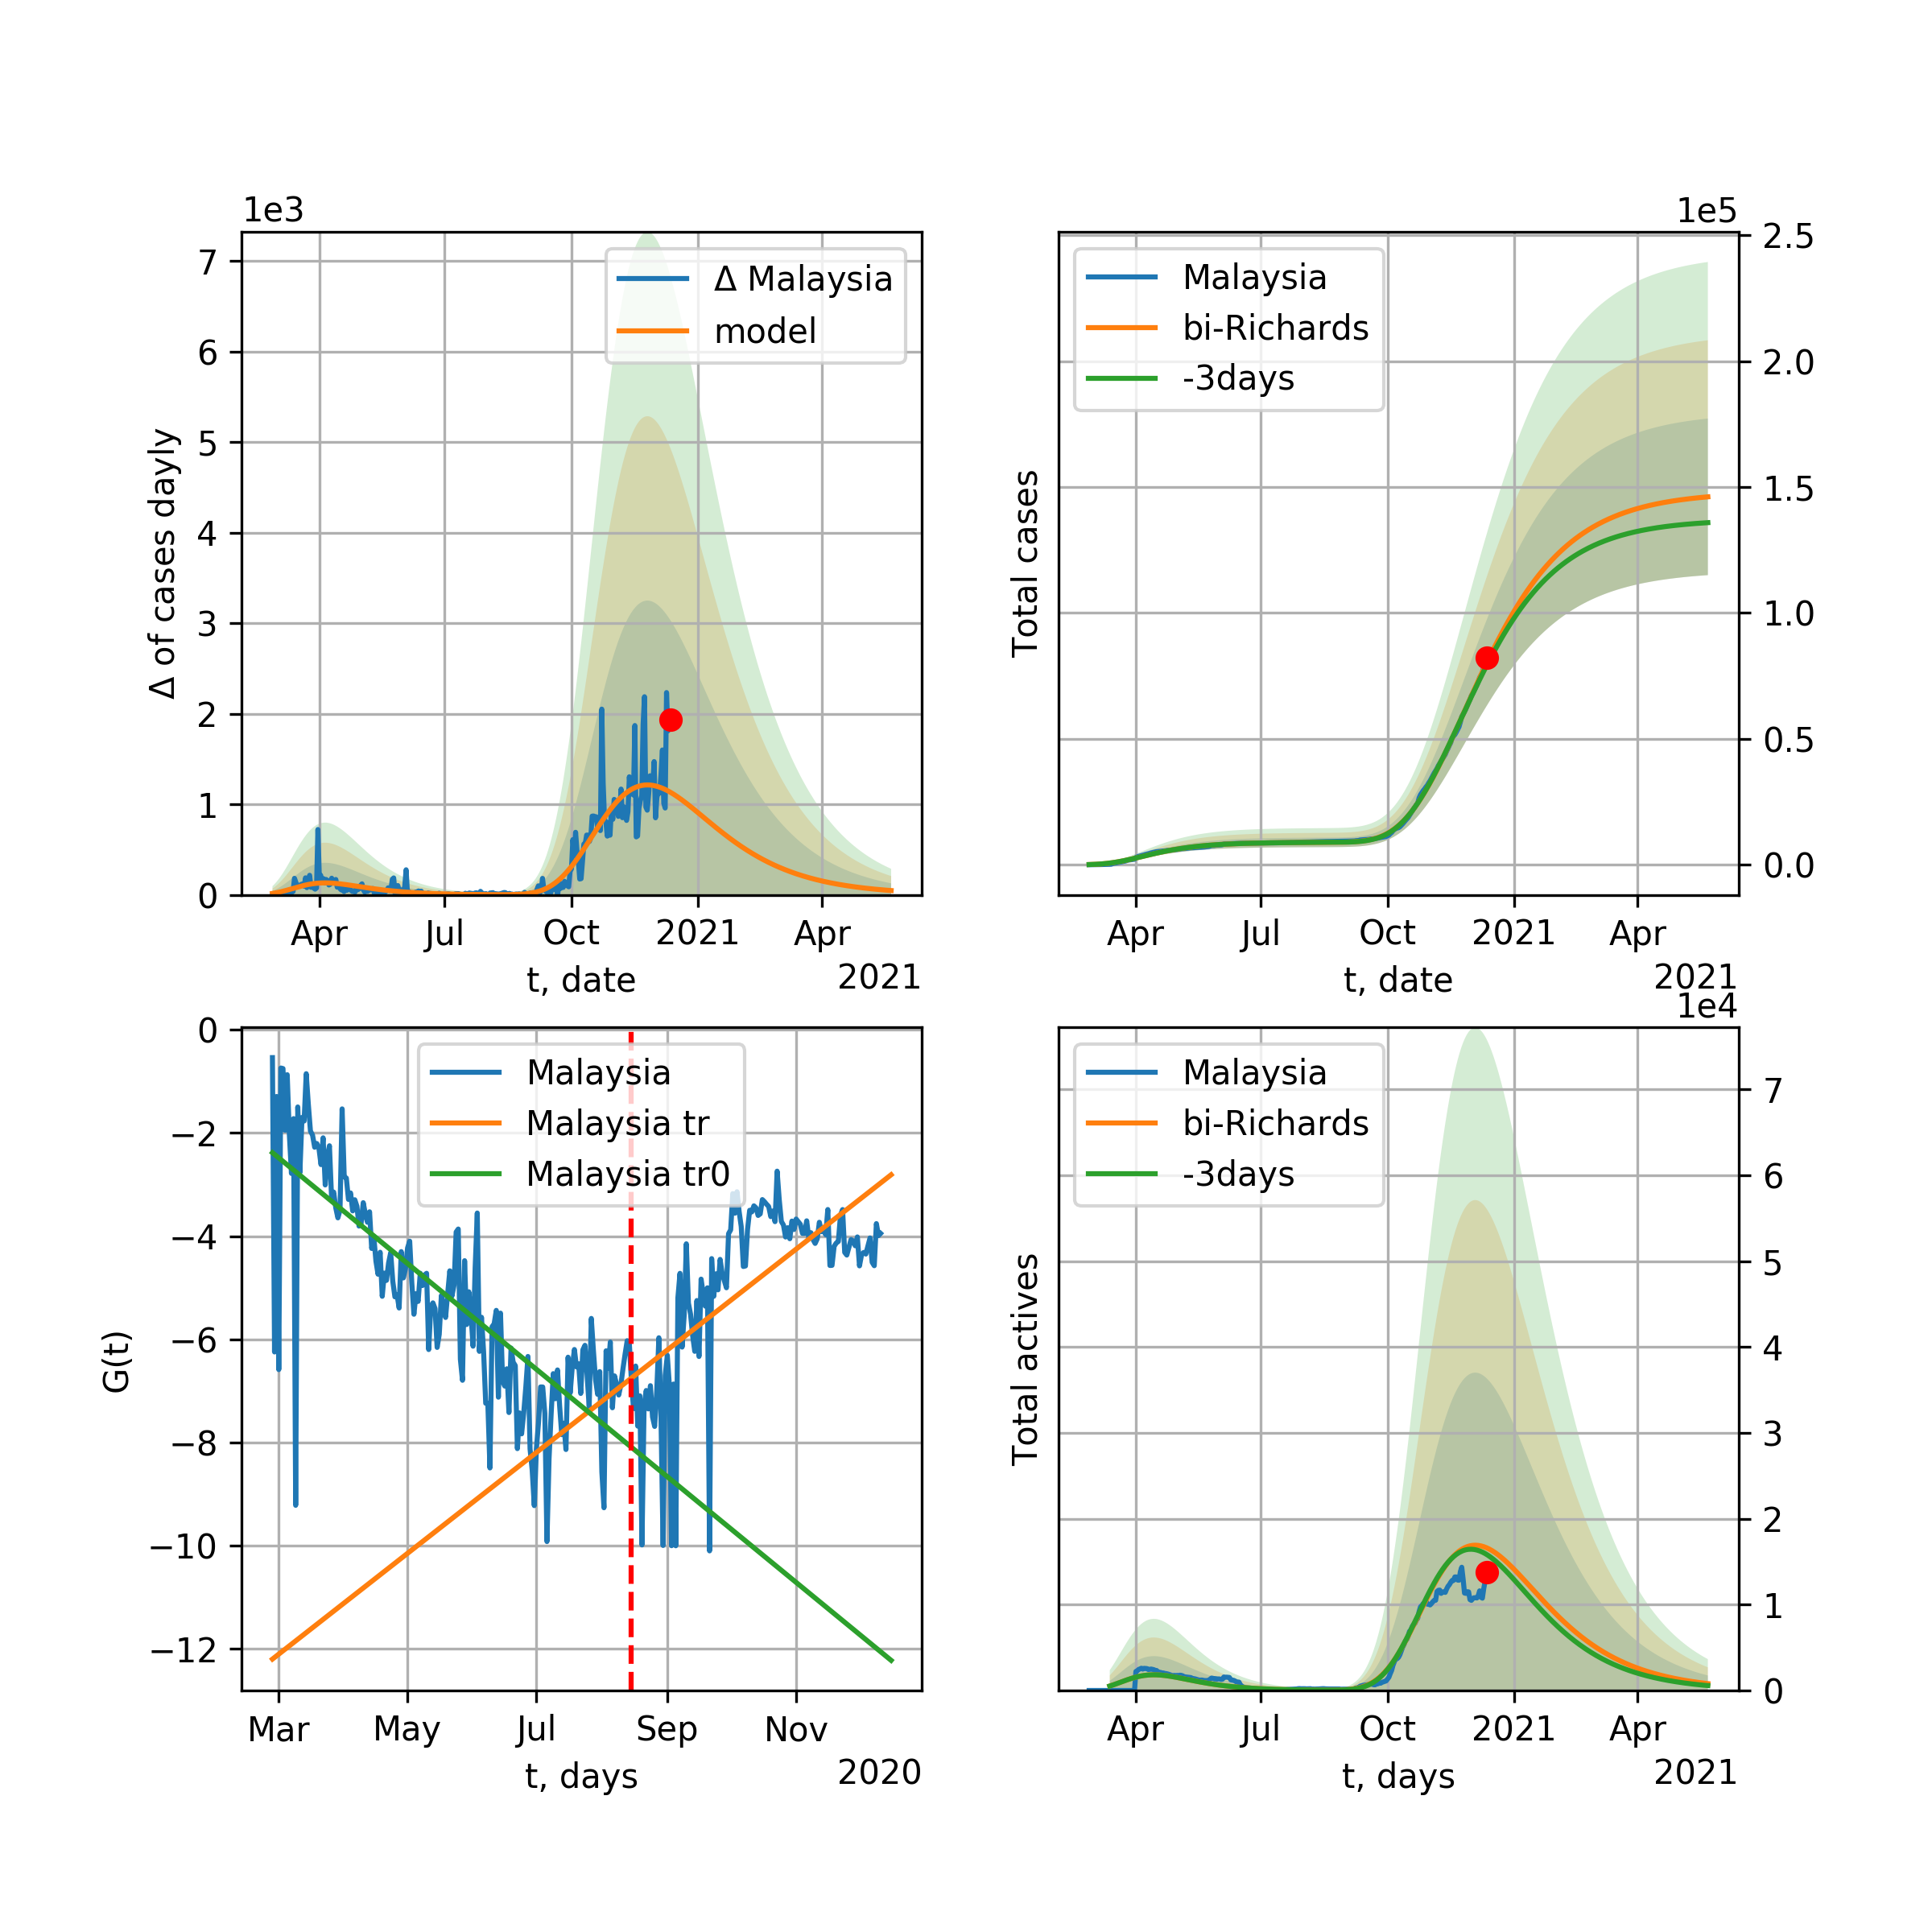 1e3
7
6
5
4
3
2
1
0
Δ of cases dayly
Δ Malaysia
model
Apr
Jul
Oct
2021
Apr
t, date
2021
1e5
2.5
2.0
1.5
1.0
0.5
0.0
Total cases
Malaysia
bi-Richards
-3days
Apr
Jul
Oct
2021
Apr
t, date
2021
0
−2
−4
−6
−8
−10
−12
G(t)
Malaysia
Malaysia tr
Malaysia tr0
Mar
May
Jul
Sep
Nov
t, days
2020
1e4
7
6
5
4
3
2
1
0
Total actives
Malaysia
bi-Richards
-3days
Apr
Jul
Oct
2021
Apr
t, days
2021